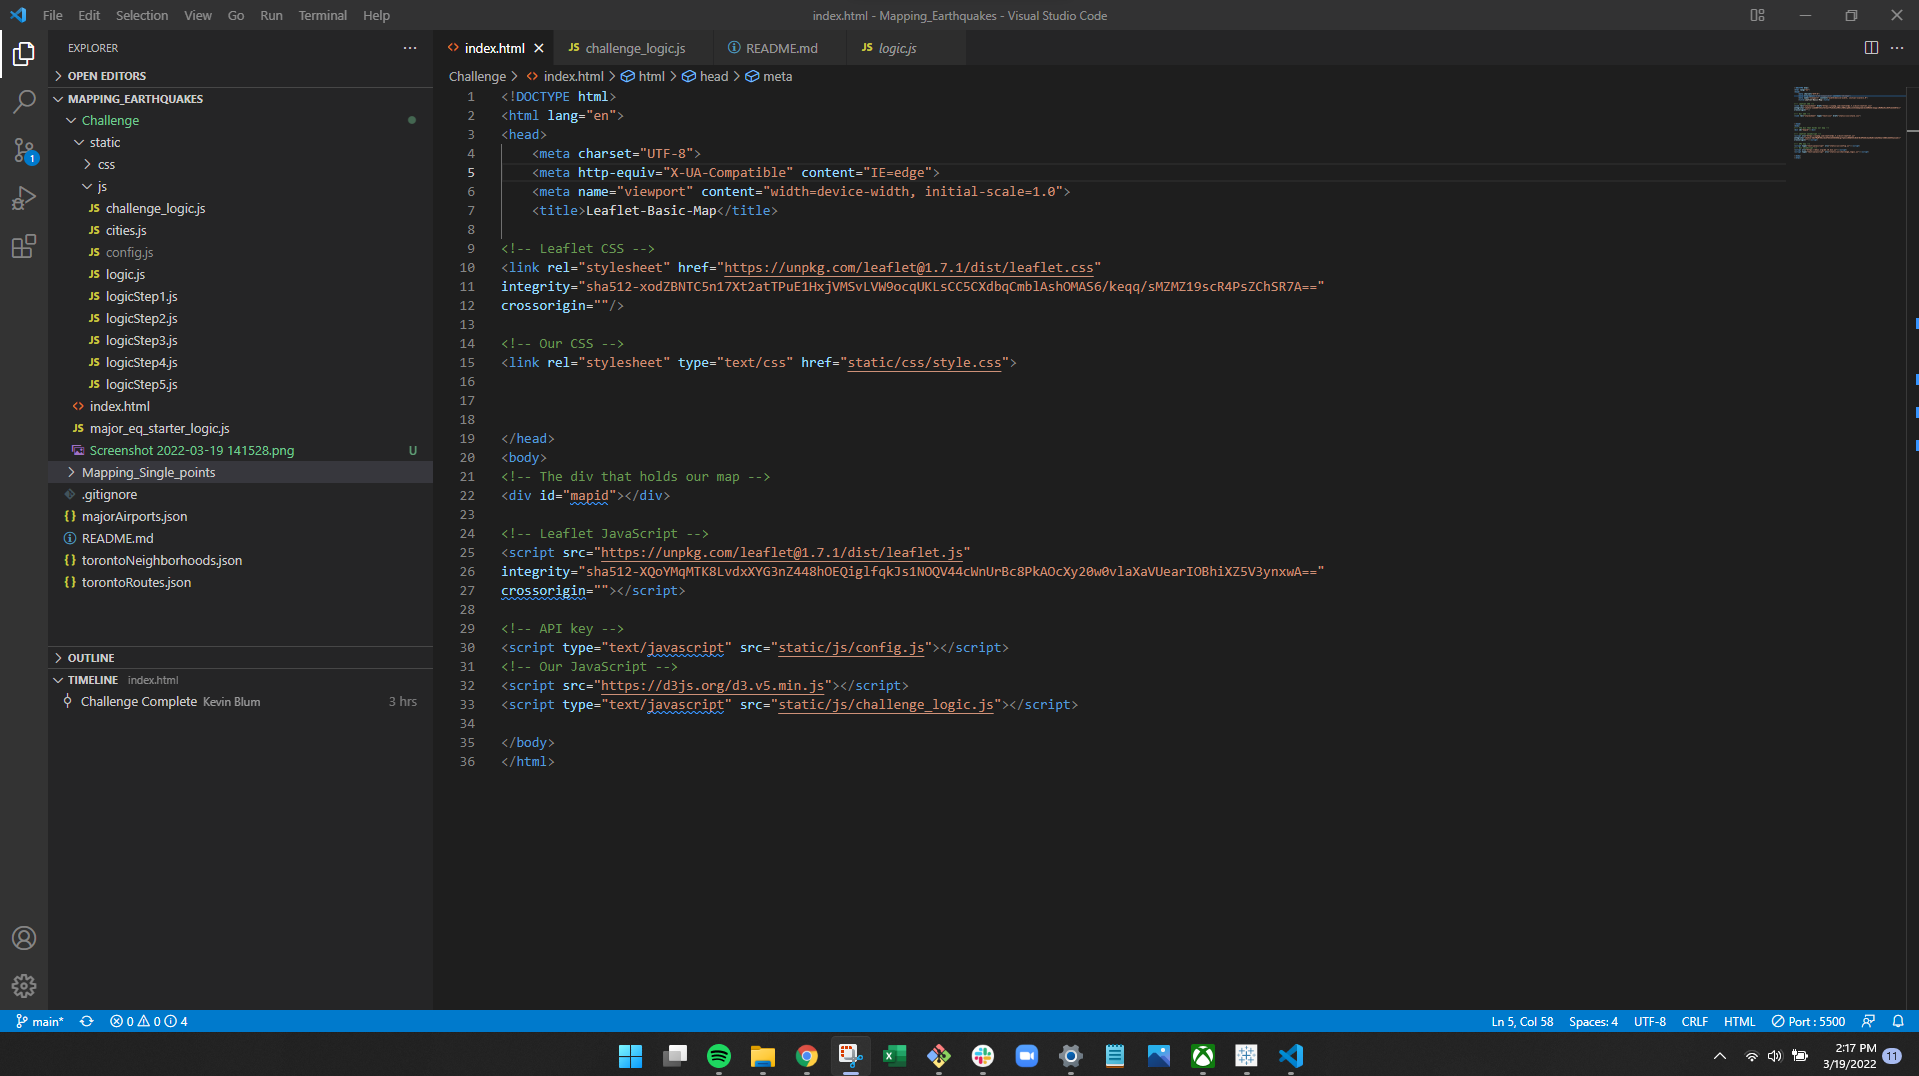 File Edit Selection View Go Run Terminal Help
index.html - Mapping_Earthquakes - Visual Studio Code
EXPLORER
OPEN EDITORS
MAPPING_EARTHQUAKES
Challenge
static
css
js
JS challenge_logic.js
JS cities.js
JS config.js
JS logic.js
JS logicStep1.js
JS logicStep2.js
JS logicStep3.js
JS logicStep4.js
JS logicStep5.js
<> index.html
JS major_eq_starter_logic.js
Screenshot 2022-03-19 141528.png U
Mapping_Single_points
.gitignore
{} majorAirports.json
README.md
{} torontoNeighborhoods.json
{} torontoRoutes.json
OUTLINE
TIMELINE index.html
Challenge Complete Kevin Blum 3 hrs
1
<> index.html JS challenge_logic.js README.md JS logic.js
Challenge > <> index.html > html > head > meta
1 <!DOCTYPE html>
2 <html lang="en">
3 <head>
4 <meta charset="UTF-8">
5 <meta http-equiv="X-UA-Compatible" content="IE=edge">
6 <meta name="viewport" content="width=device-width, initial-scale=1.0">
7 <title>Leaflet-Basic-Map</title>
8
9 <!-- Leaflet CSS -->
10 <link rel="stylesheet" href="https://unpkg.com/leaflet@1.7.1/dist/leaflet.css"
11 integrity="sha512-xodZBNTC5n17Xt2atTPuE1HxjVMSvLVW9ocqUKLsCC5CXdbqCmblAshOMAS6/keqq/sMZMZ19scR4PsZChSR7A=="
12 crossorigin=""/>
13
14 <!-- Our CSS -->
15 <link rel="stylesheet" type="text/css" href="static/css/style.css">
16
17
18
19 </head>
20 <body>
21 <!-- The div that holds our map -->
22 <div id="mapid"></div>
23
24 <!-- Leaflet JavaScript -->
25 <script src="https://unpkg.com/leaflet@1.7.1/dist/leaflet.js"
26 integrity="sha512-XQoYMqMTK8LvdxXYG3nZ448hOEQiglfqkJs1NOQV44cWnUrBc8PkAOcXy20w0vlaXaVUearIOBhiXZ5V3ynxwA=="
27 crossorigin=""></script>
28
29 <!-- API key -->
30 <script type="text/javascript" src="static/js/config.js"></script>
31 <!-- Our JavaScript -->
32 <script src="https://d3js.org/d3.v5.min.js"></script>
33 <script type="text/javascript" src="static/js/challenge_logic.js"></script>
34
35 </body>
36 </html>
main* 0 0 4
Ln 5, Col 58 Spaces: 4 UTF-8 CRLF HTML Port : 5500
2:17 PM
3/19/2022
11